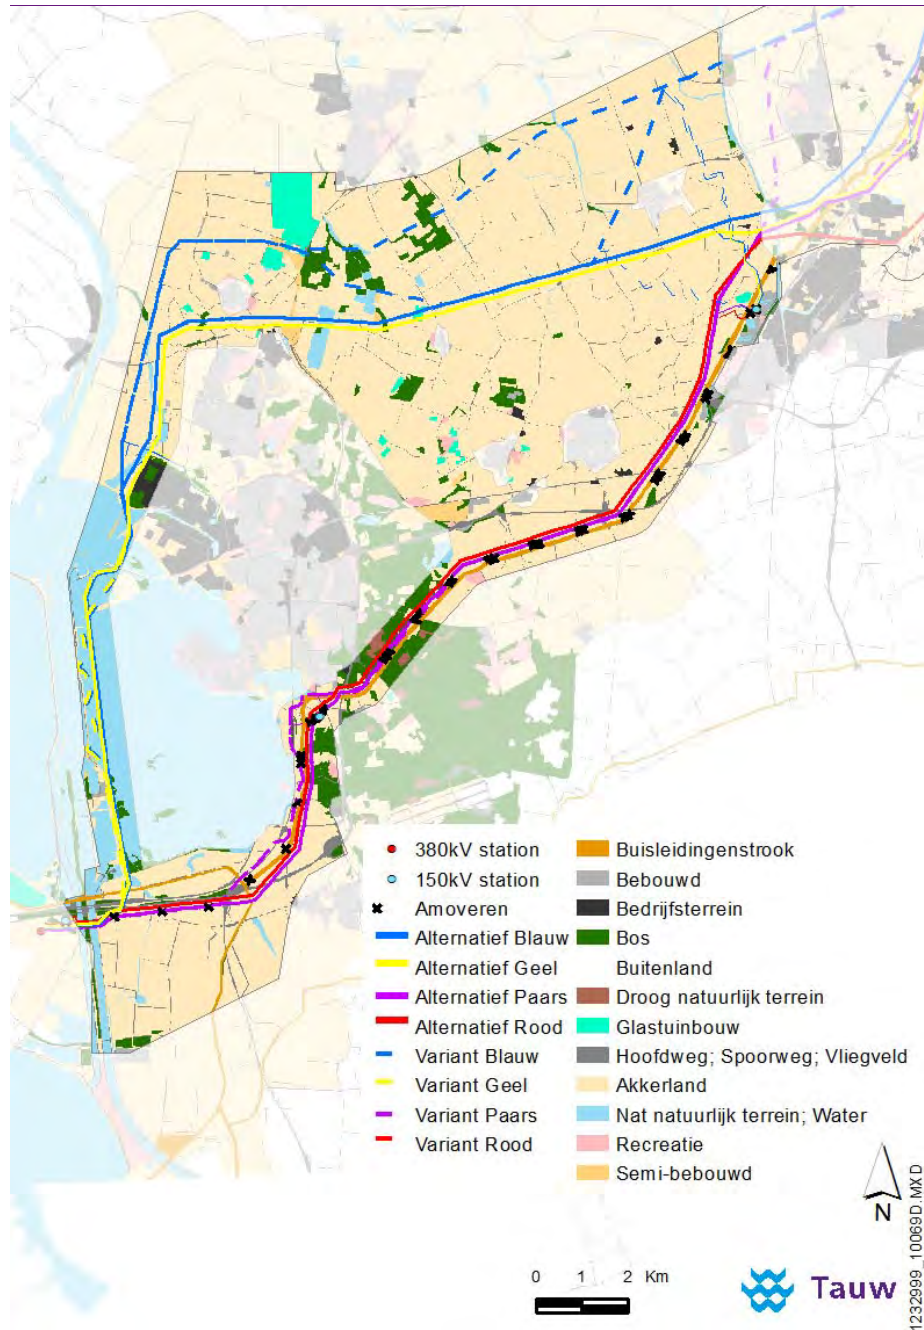 380kV station
150kV station
Amoveren
Alternatief Blauw
Alternatief Geel
Alternatief Paars
Alternatief Rood
Variant Blauw
Variant Geel
Variant Paars
Variant Rood
Buisleidingenstrook
Bebouwd
Bedrijfsterrein
Bos
Buitenland
Droog natuurlijk terrein
Glastuinbouw
Hoofdweg; Spoorweg; Vliegveld
Akkerland
Nat natuurlijk terrein; Water
Recreatie
Semi-bebouwd
N
0 1 2 Km
Tauw
1232999_10069D.MXD